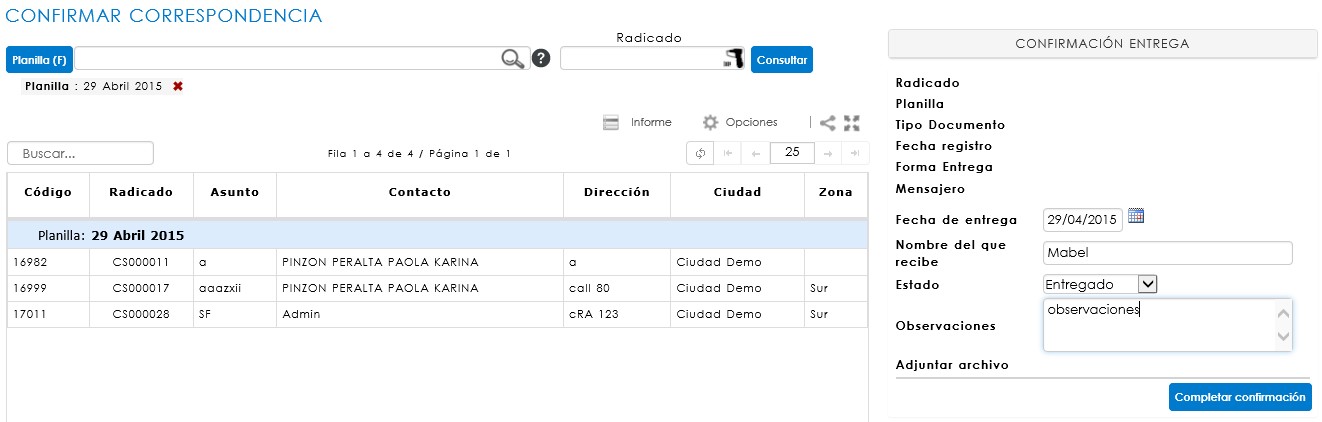 CONFIRMAR CORRESPONDENCIA
Radicado
Planilla (F) ? Consultar
Planilla : 29 Abril 2015
Informe Opciones
Buscar... Fila 1 a 4 de 4 / Página 1 de 1 25
Código Radicado Asunto Contacto Dirección Ciudad Zona
Planilla: 29 Abril 2015
16982 CS000011 a PINZON PERALTA PAOLA KARINA a Ciudad Demo
16999 CS000017 aaazxii PINZON PERALTA PAOLA KARINA call 80 Ciudad Demo Sur
17011 CS000028 SF Admin cRA 123 Ciudad Demo Sur
CONFIRMACIÓN ENTREGA
Radicado
Planilla
Tipo Documento
Fecha registro
Forma Entrega
Mensajero
Fecha de entrega 29/04/2015
Nombre del que recibe Mabel
Estado Entregado
Observaciones observaciones
Adjuntar archivo
Completar confirmación